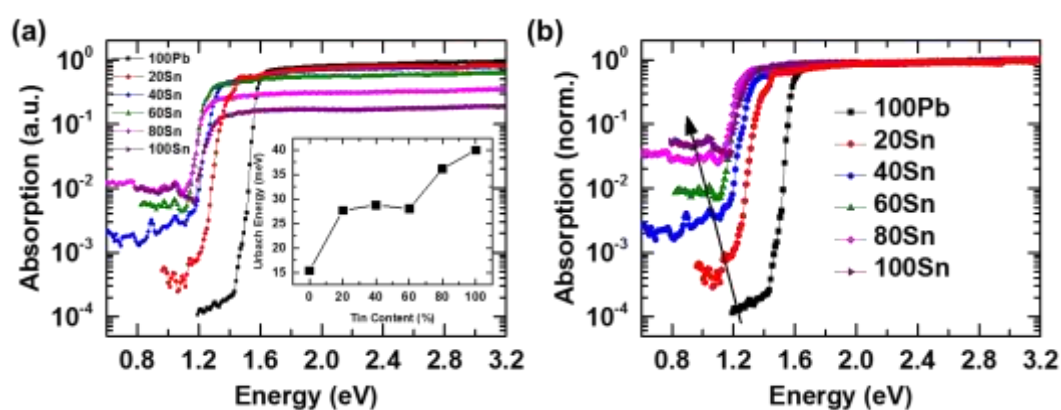 (a)
Absorption (a.u.)
10⁰
10⁻¹
10⁻²
10⁻³
10⁻⁴
100Pb
20Sn
40Sn
60Sn
80Sn
100Sn
Urbach Energy (meV)
40
35
30
25
20
15
0 20 40 60 80 100
Tin Content (%)
0.8 1.2 1.6 2.0 2.4 2.8 3.2
Energy (eV)
(b)
Absorption (norm.)
10⁰
10⁻¹
10⁻²
10⁻³
10⁻⁴
100Pb
20Sn
40Sn
60Sn
80Sn
100Sn
0.8 1.2 1.6 2.0 2.4 2.8 3.2
Energy (eV)